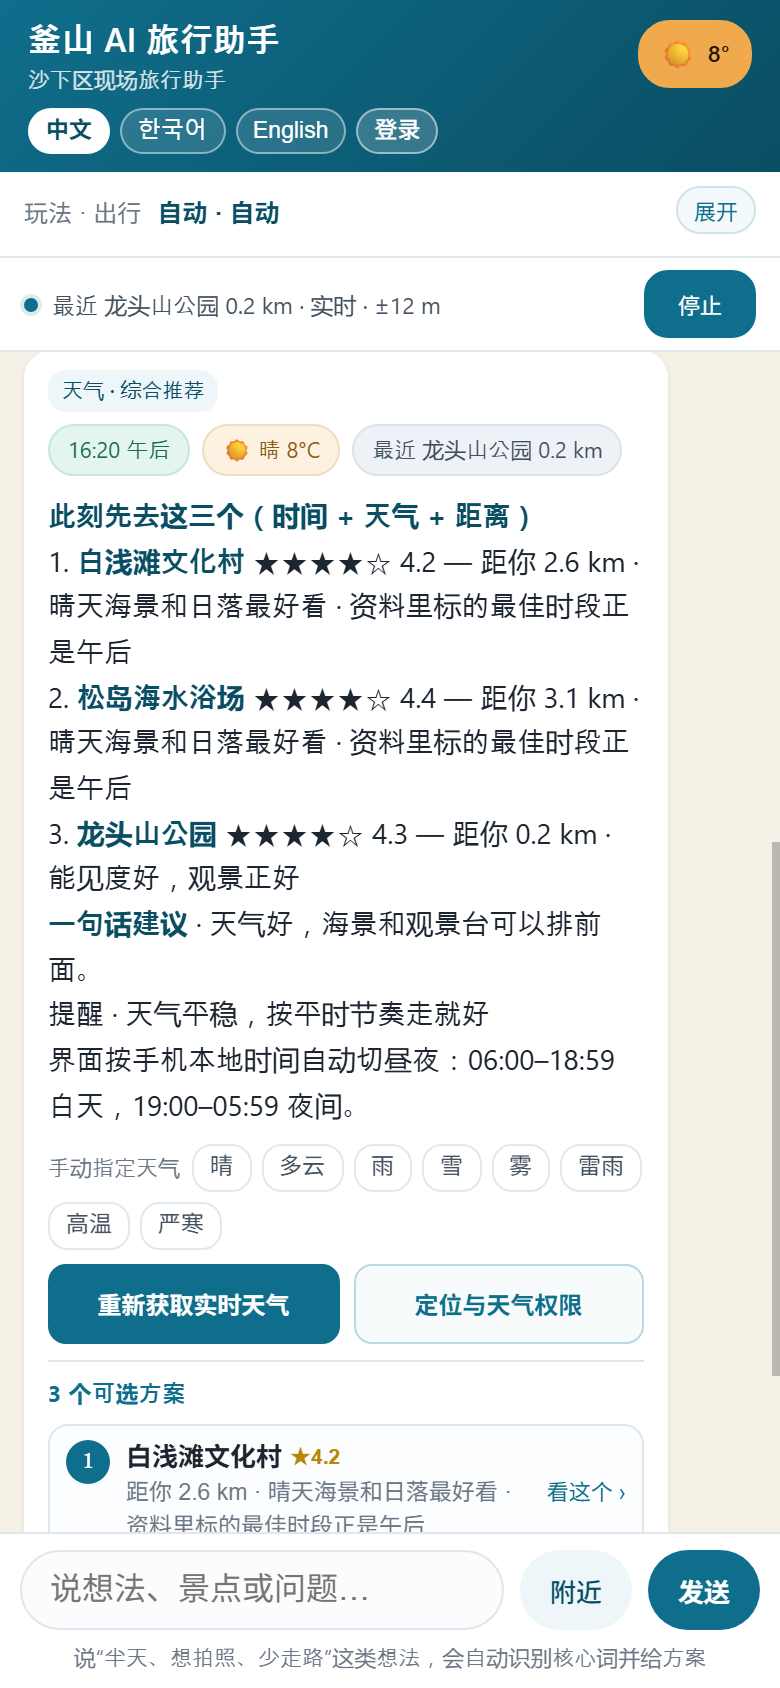 釜山 AI 旅行助手
沙下区现场旅行助手
8°
中文 한국어 English 登录
玩法 · 出行 自动 · 自动 展开
最近 龙头山公园 0.2 km · 实时 · ±12 m 停止
天气 · 综合推荐
16:20 午后 晴 8°C 最近 龙头山公园 0.2 km
此刻先去这三个（时间 + 天气 + 距离）
1. 白浅滩文化村 ★★★★☆ 4.2 — 距你 2.6 km ·
晴天海景和日落最好看 · 资料里标的最佳时段正
是午后
2. 松岛海水浴场 ★★★★☆ 4.4 — 距你 3.1 km ·
晴天海景和日落最好看 · 资料里标的最佳时段正
是午后
3. 龙头山公园 ★★★★☆ 4.3 — 距你 0.2 km ·
能见度好，观景正好
一句话建议 · 天气好，海景和观景台可以排前
面。
提醒 · 天气平稳，按平时节奏走就好
界面按手机本地时间自动切昼夜：06:00–18:59
白天，19:00–05:59 夜间。
手动指定天气 晴 多云 雨 雪 雾 雷雨
高温 严寒
重新获取实时天气 定位与天气权限
3 个可选方案
1 白浅滩文化村 ★4.2
距你 2.6 km · 晴天海景和日落最好看 · 看这个 ›
资料里标的最佳时段正是午后
说想法、景点或问题… 附近 发送
说“半天、想拍照、少走路”这类想法，会自动识别核心词并给方案